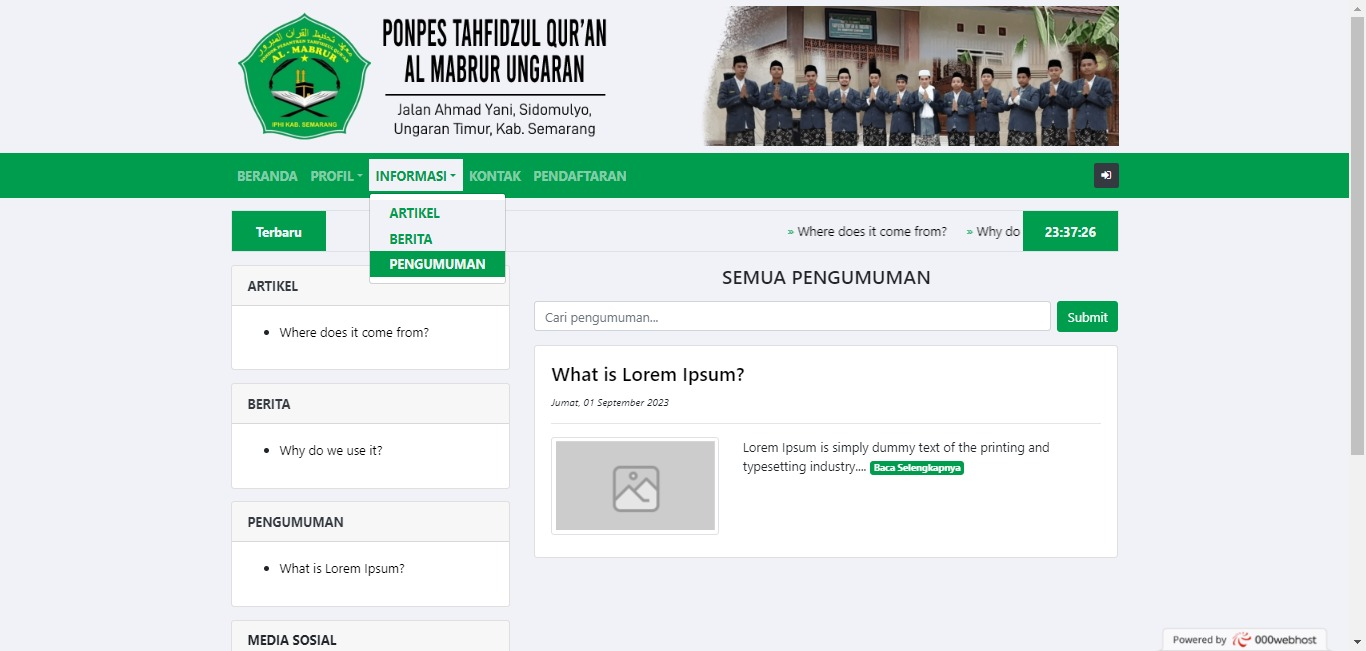 PONPES TAHFIDZUL QUR'AN
AL MABRUR UNGARAN
Jalan Ahmad Yani, Sidomulyo,
Ungaran Timur, Kab. Semarang
AL-MABRUR
IPHI KAB. SEMARANG
BERANDA PROFIL INFORMASI KONTAK PENDAFTARAN
ARTIKEL
BERITA
PENGUMUMAN
Terbaru » Where does it come from? » Why do 23:37:26
ARTIKEL
Where does it come from?
BERITA
Why do we use it?
PENGUMUMAN
What is Lorem Ipsum?
MEDIA SOSIAL
SEMUA PENGUMUMAN
Cari pengumuman... Submit
What is Lorem Ipsum?
Jumat, 01 September 2023
Lorem Ipsum is simply dummy text of the printing and
typesetting industry.... Baca Selengkapnya
Powered by 000webhost